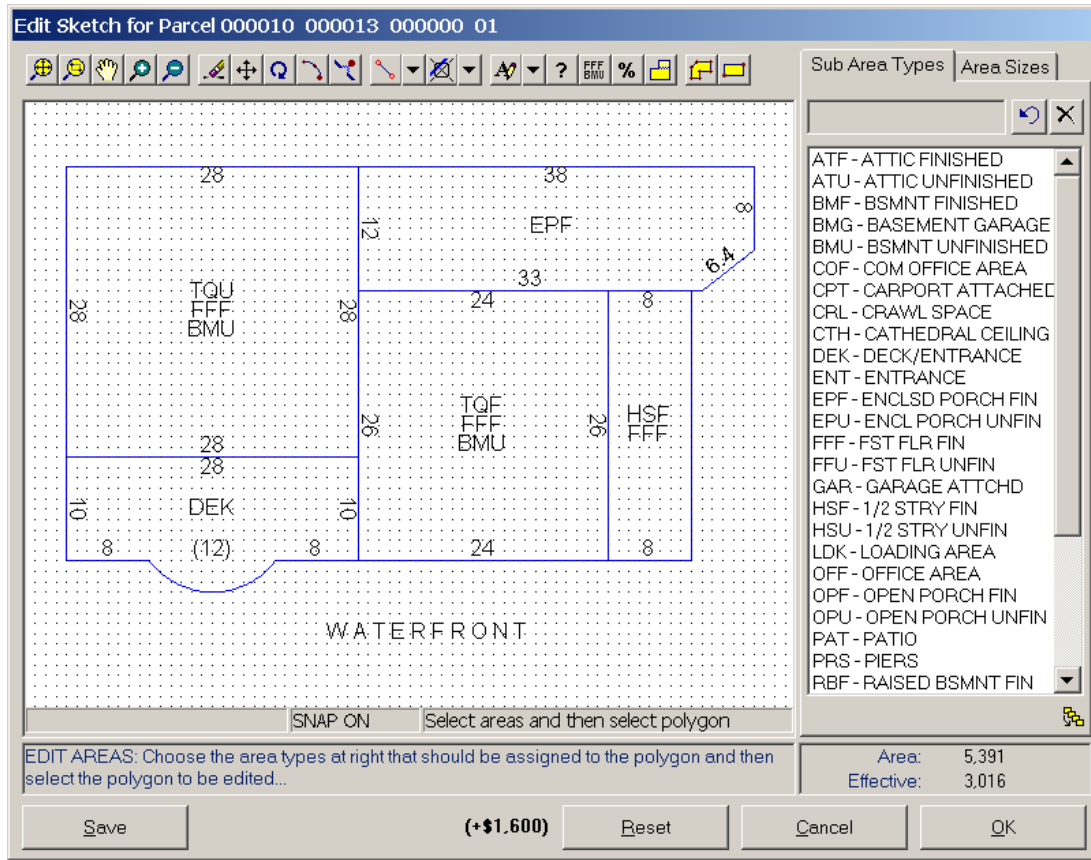 Edit Sketch for Parcel 000010 000013 000000 01
? FFF BMU %
Sub Area Types Area Sizes
28 38
8
12 EPF
6.4
33
24 8
28 TQU 28
FFF
BMU
26 TQF 26 HSF
FFF FFF
BMU
28
28
10 DEK 10
8 (12) 8 24 8
WATERFRONT
ATF - ATTIC FINISHED
ATU - ATTIC UNFINISHED
BMF - BSMNT FINISHED
BMG - BASEMENT GARAGE
BMU - BSMNT UNFINISHED
COF - COM OFFICE AREA
CPT - CARPORT ATTACHED
CRL - CRAWL SPACE
CTH - CATHEDRAL CEILING
DEK - DECK/ENTRANCE
ENT - ENTRANCE
EPF - ENCLSD PORCH FIN
EPU - ENCL PORCH UNFIN
FFF - FST FLR FIN
FFU - FST FLR UNFIN
GAR - GARAGE ATTCHD
HSF - 1/2 STRY FIN
HSU - 1/2 STRY UNFIN
LDK - LOADING AREA
OFF - OFFICE AREA
OPF - OPEN PORCH FIN
OPU - OPEN PORCH UNFIN
PAT - PATIO
PRS - PIERS
RBF - RAISED BSMNT FIN
SNAP ON Select areas and then select polygon
EDIT AREAS: Choose the area types at right that should be assigned to the polygon and then
select the polygon to be edited...
Area: 5,391
Effective: 3,016
Save (+$1,600) Reset Cancel OK